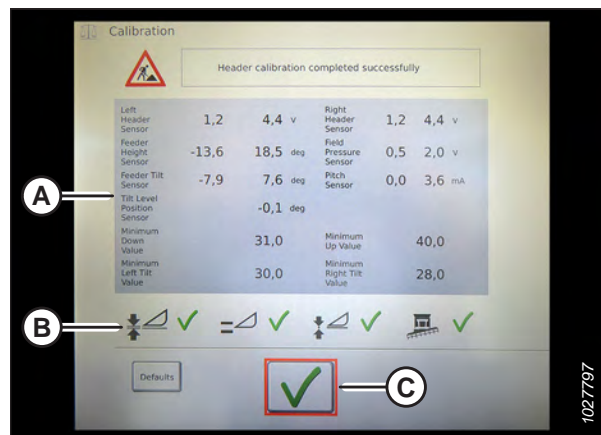 Calibration
Header calibration completed successfully
Left
Header
Sensor
1,2 4,4 v
Right
Header
Sensor
1,2 4,4 v
Feeder
Height
Sensor
-13,6 18,5 deg
Field
Pressure
Sensor
0,5 2,0 v
Feeder Tilt
Sensor
-7,9 7,6 deg
Pitch
Sensor
0,0 3,6 mA
Tilt Level
Position
Sensor
-0,1 deg
Minimum
Down
Value
31,0
Minimum
Up Value
40,0
Minimum
Left Tilt
Value
30,0
Minimum
Right Tilt
Value
28,0
A
B
Defaults
C
1027797